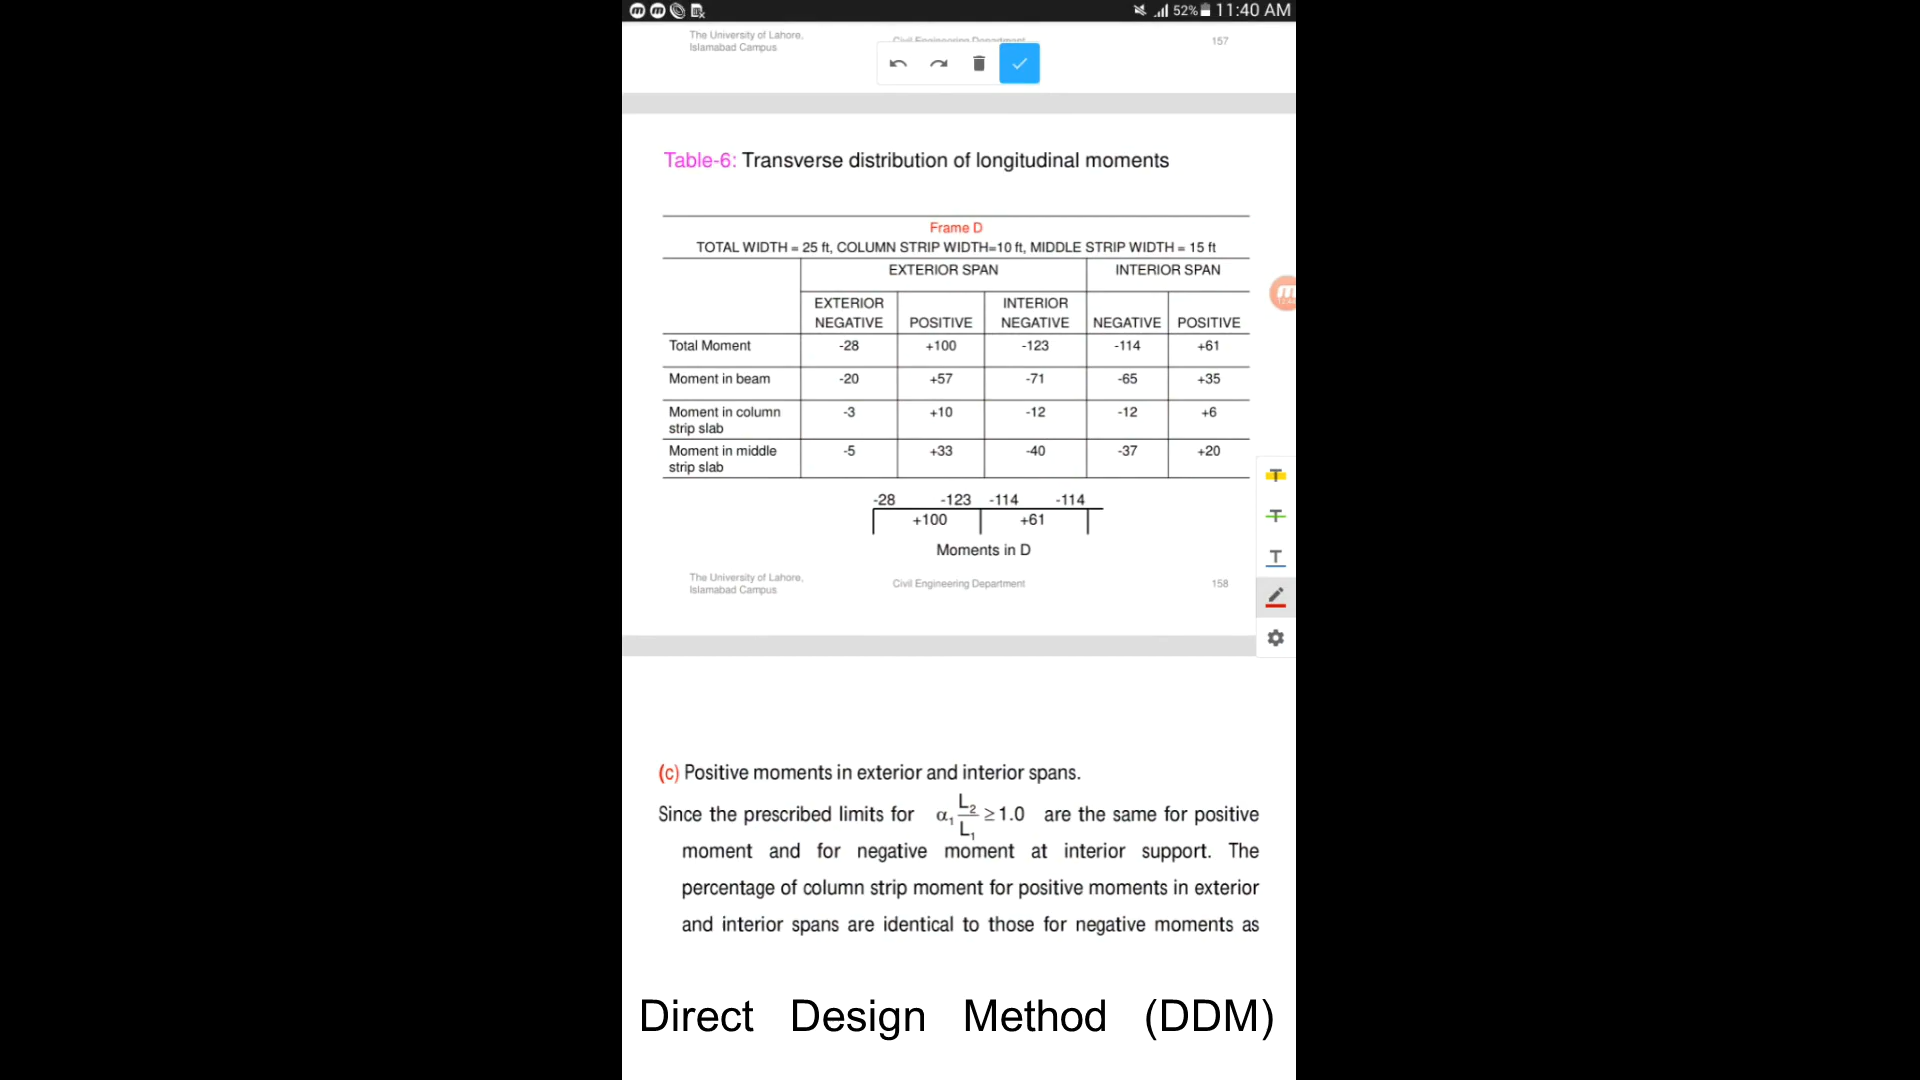 52% 11:40 AM
The University of Lahore,
Islamabad Campus
Civil Engineering Department
157
Table-6: Transverse distribution of longitudinal moments
Frame D
TOTAL WIDTH = 25 ft, COLUMN STRIP WIDTH=10 ft, MIDDLE STRIP WIDTH = 15 ft
EXTERIOR SPAN INTERIOR SPAN
EXTERIOR NEGATIVE POSITIVE INTERIOR NEGATIVE NEGATIVE POSITIVE
Total Moment -28 +100 -123 -114 +61
Moment in beam -20 +57 -71 -65 +35
Moment in column strip slab -3 +10 -12 -12 +6
Moment in middle strip slab -5 +33 -40 -37 +20
-28 -123 -114 -114
+100 +61
Moments in D
The University of Lahore,
Islamabad Campus
Civil Engineering Department
158
(c) Positive moments in exterior and interior spans.
Since the prescribed limits for α₁ L₂/L₁ ≥ 1.0 are the same for positive
moment and for negative moment at interior support. The
percentage of column strip moment for positive moments in exterior
and interior spans are identical to those for negative moments as
Direct Design Method (DDM)